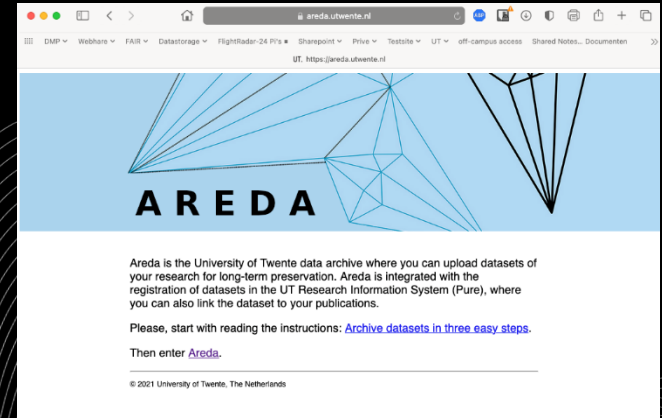 areda.utwente.nl
DMP Webhare FAIR Datastorage FlightRadar-24 Pi's Sharepoint Prive Testsite UT off-campus access Shared Notes... Documenten
UT. https://areda.utwente.nl
AREDA
Areda is the University of Twente data archive where you can upload datasets of
your research for long-term preservation. Areda is integrated with the
registration of datasets in the UT Research Information System (Pure), where
you can also link the dataset to your publications.
Please, start with reading the instructions: Archive datasets in three easy steps.
Then enter Areda.
© 2021 University of Twente, The Netherlands